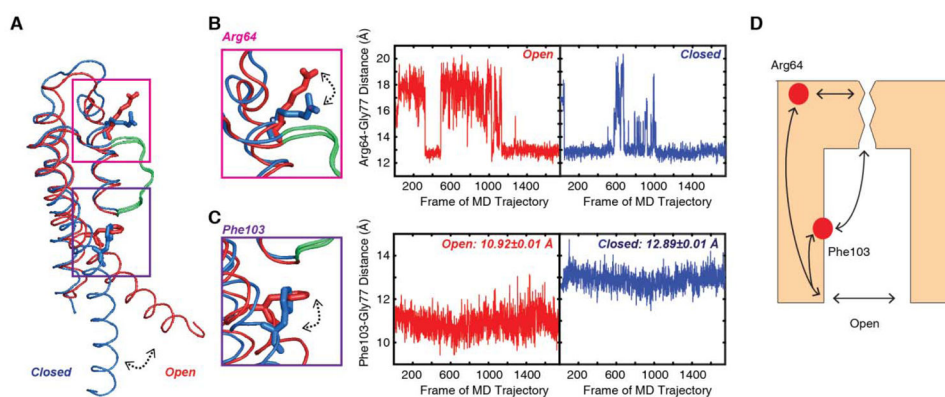 A
Closed
Open
B
Arg64
Arg64-Gly77 Distance (Å)
20
18
16
14
12
Open
Closed
200 600 1000 1400 200 600 1000 1400
Frame of MD Trajectory Frame of MD Trajectory
C
Phe103
Phe103-Gly77 Distance (Å)
16
14
12
10
Open: 10.92±0.01 Å
Closed: 12.89±0.01 Å
200 600 1000 1400 200 600 1000 1400
Frame of MD Trajectory Frame of MD Trajectory
D
Arg64
Phe103
Open